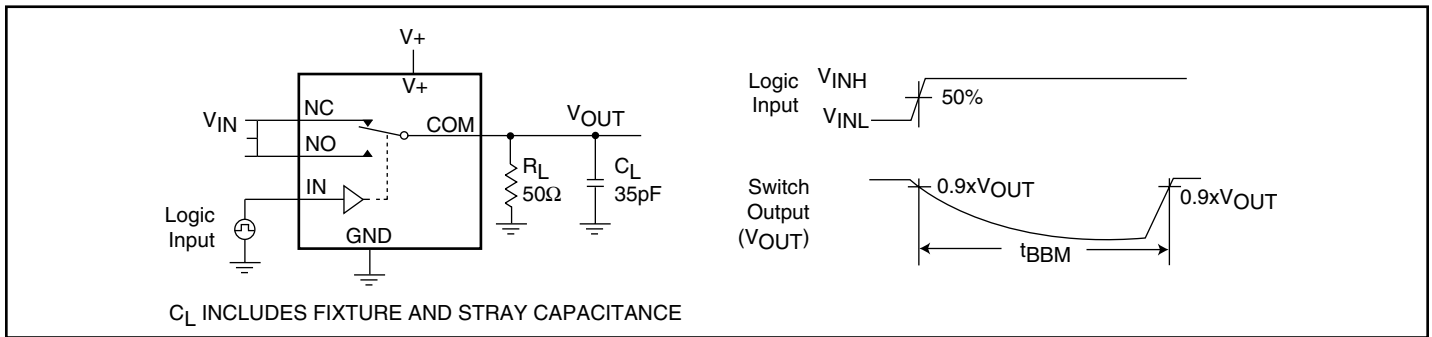 V+
V+
NC
VIN
COM
VOUT
NO
RL
50Ω
CL
35pF
IN
Logic
Input
GND
CL INCLUDES FIXTURE AND STRAY CAPACITANCE
Logic
Input
VINH
50%
VINL
Switch
Output
(VOUT)
0.9xVOUT
0.9xVOUT
tBBM